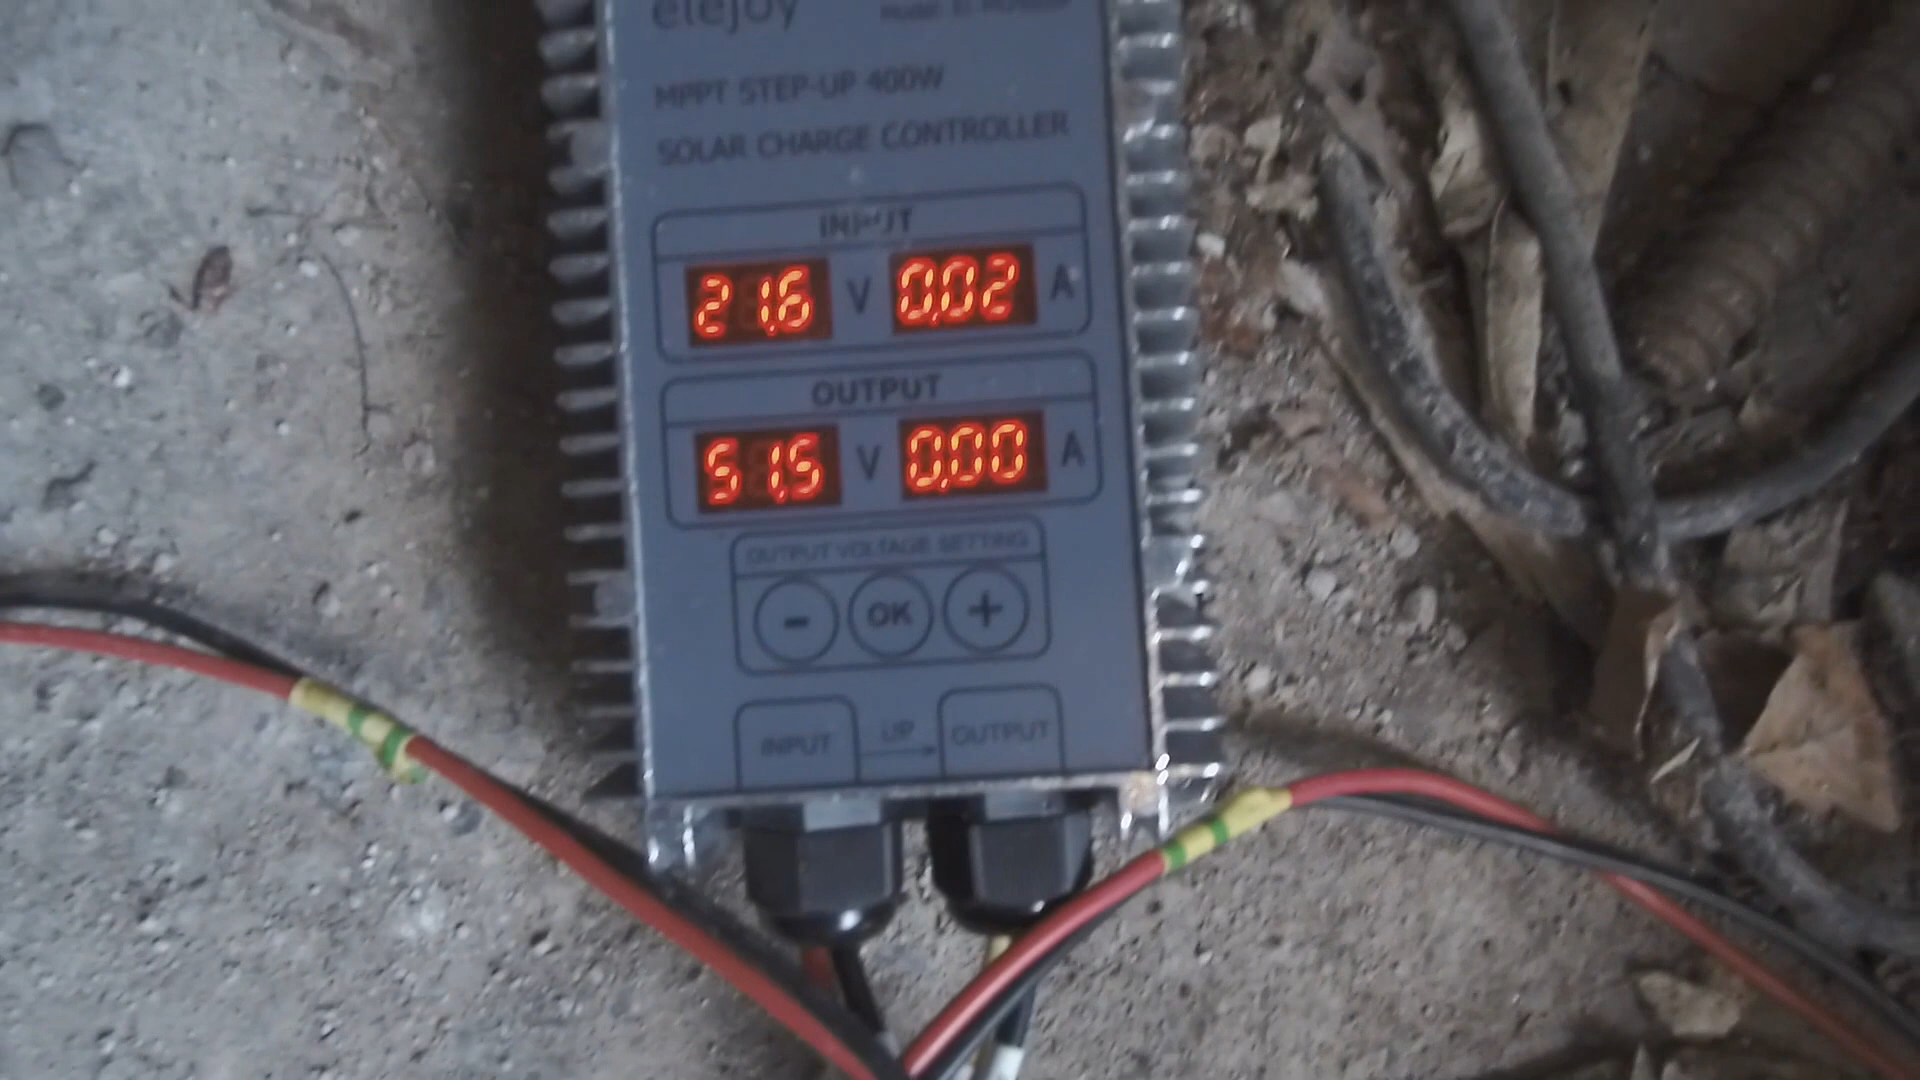 elejoy
MPPT STEP-UP 400W
SOLAR CHARGE CONTROLLER
INPUT
21.6 V 0.02 A
OUTPUT
51.5 V 0.00 A
OUTPUT VOLTAGE SETTING
- OK +
INPUT UP OUTPUT